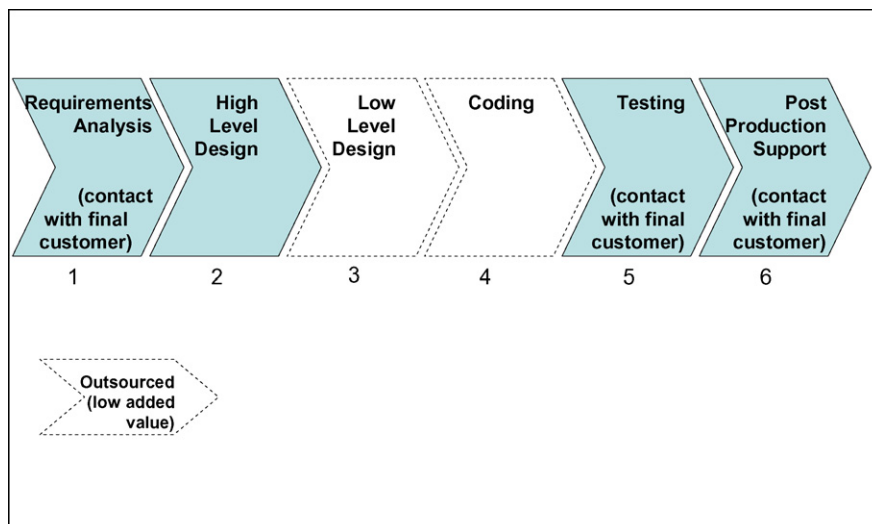 Requirements
Analysis
(contact
with final
customer)
1
High
Level
Design
2
Low
Level
Design
3
Coding
4
Testing
(contact
with final
customer)
5
Post
Production
Support
(contact
with final
customer)
6
Outsourced
(low added
value)